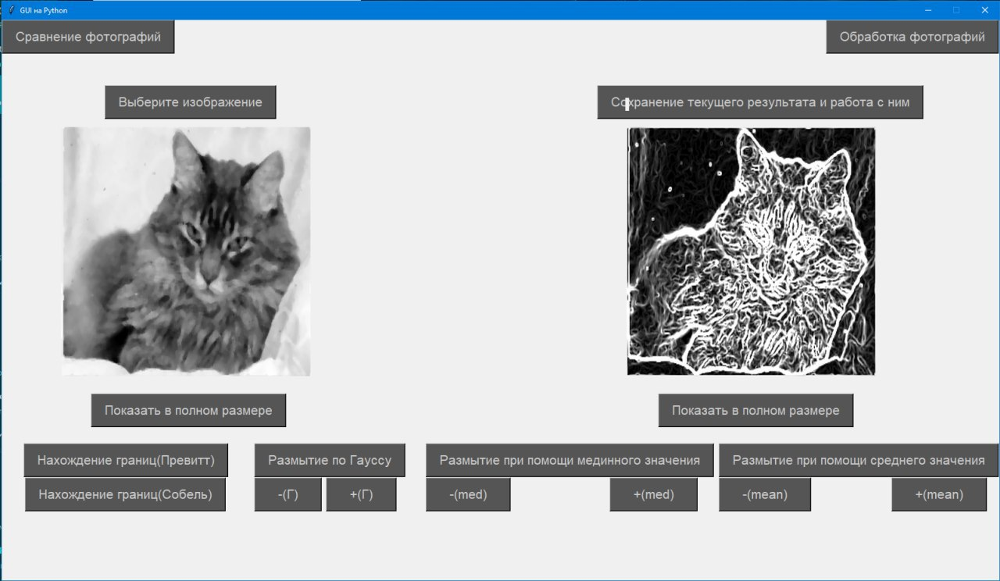 GUI на Python
Сравнение фотографий
Обработка фотографий
Выберите изображение
Сохранение текущего результата и работа с ним
Показать в полном размере
Показать в полном размере
Нахождение границ(Превитт)
Размытие по Гауссу
Размытие при помощи мединного значения
Размытие при помощи среднего значения
Нахождение границ(Собель)
-(Г)
+(Г)
-(med)
+(med)
-(mean)
+(mean)